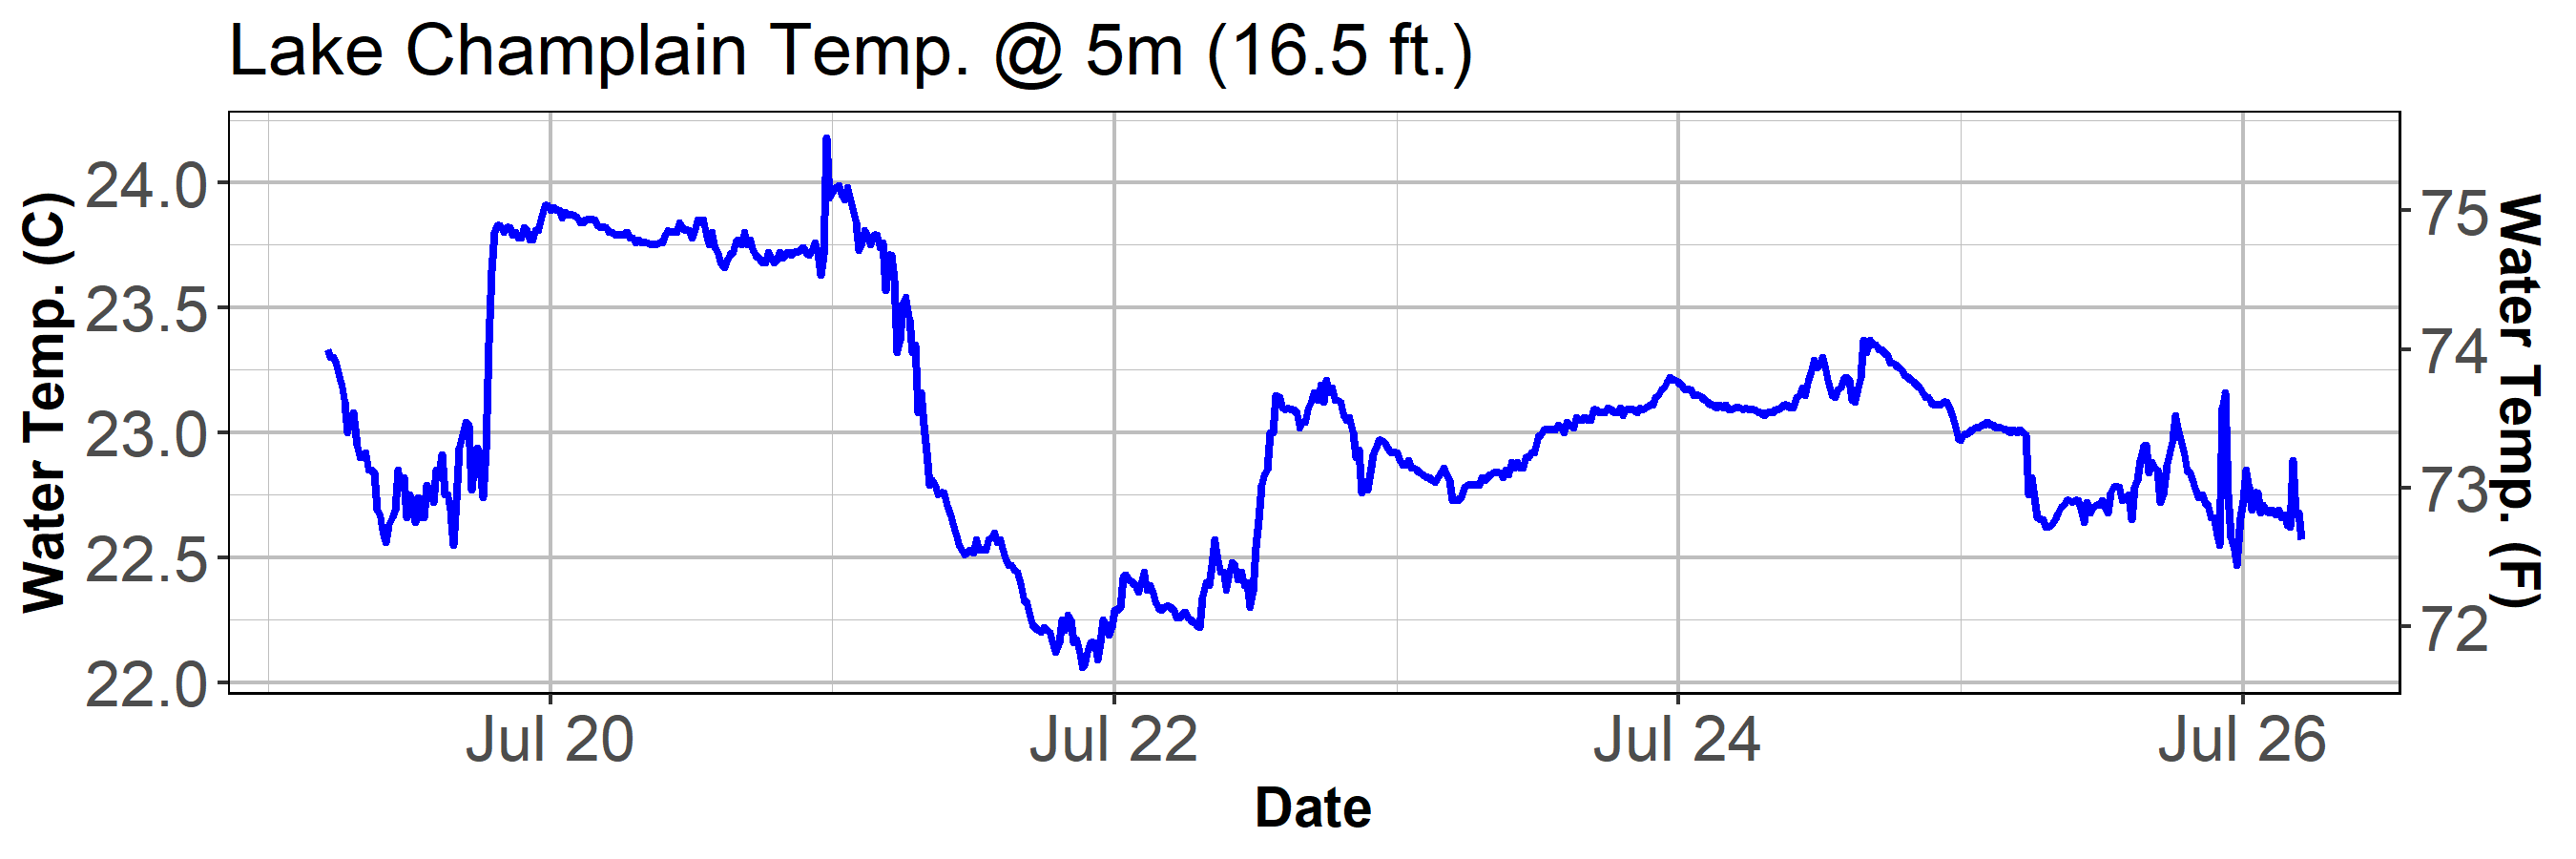 Lake Champlain Temp. @ 5m (16.5 ft.)
Water Temp. (C)
24.0
23.5
23.0
22.5
22.0
75
74
73
72
Water Temp. (F)
Jul 20
Jul 22
Jul 24
Jul 26
Date